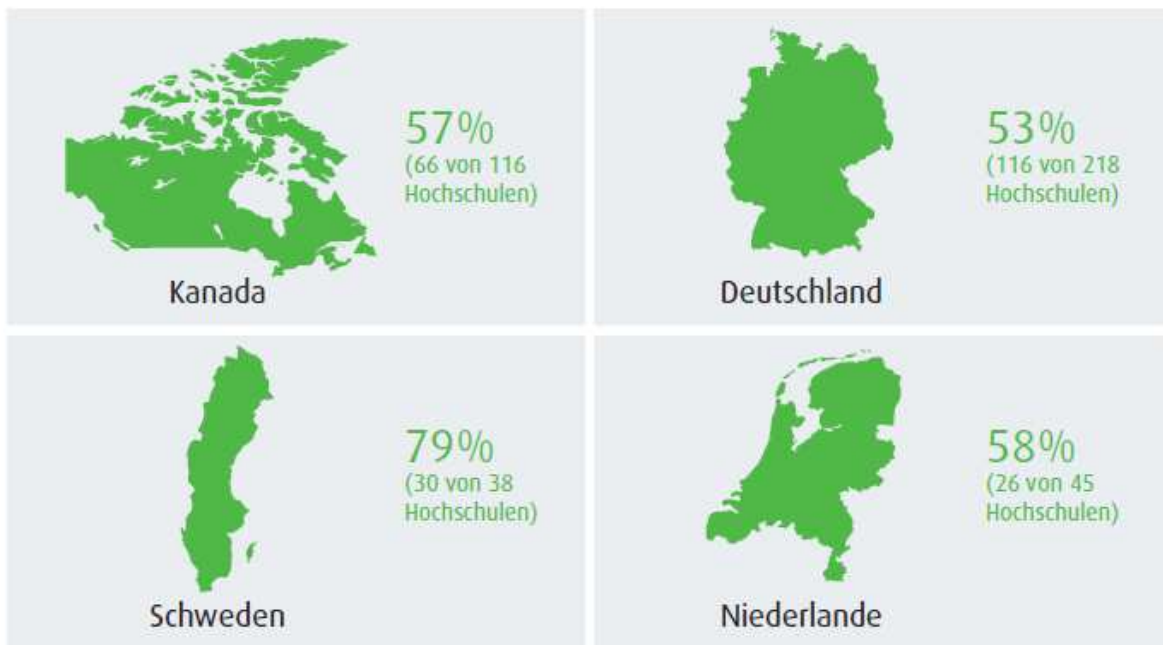 57%
(66 von 116
Hochschulen)
Kanada
53%
(116 von 218
Hochschulen)
Deutschland
79%
(30 von 38
Hochschulen)
Schweden
58%
(26 von 45
Hochschulen)
Niederlande